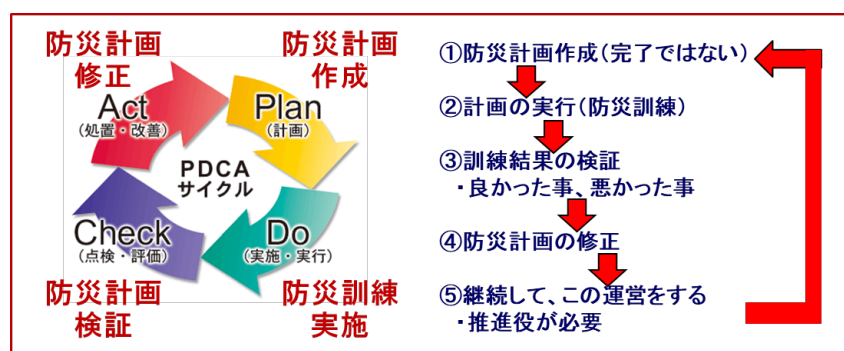 防災計画
修正
防災計画
作成
Act
(処置・改善)
Plan
(計画)
PDCA
サイクル
Check
(点検・評価)
Do
(実施・実行)
防災計画
検証
防災訓練
実施
①防災計画作成(完了ではない)
②計画の実行(防災訓練)
③訓練結果の検証
・良かった事、悪かった事
④防災計画の修正
⑤継続して、この運営をする
・推進役が必要